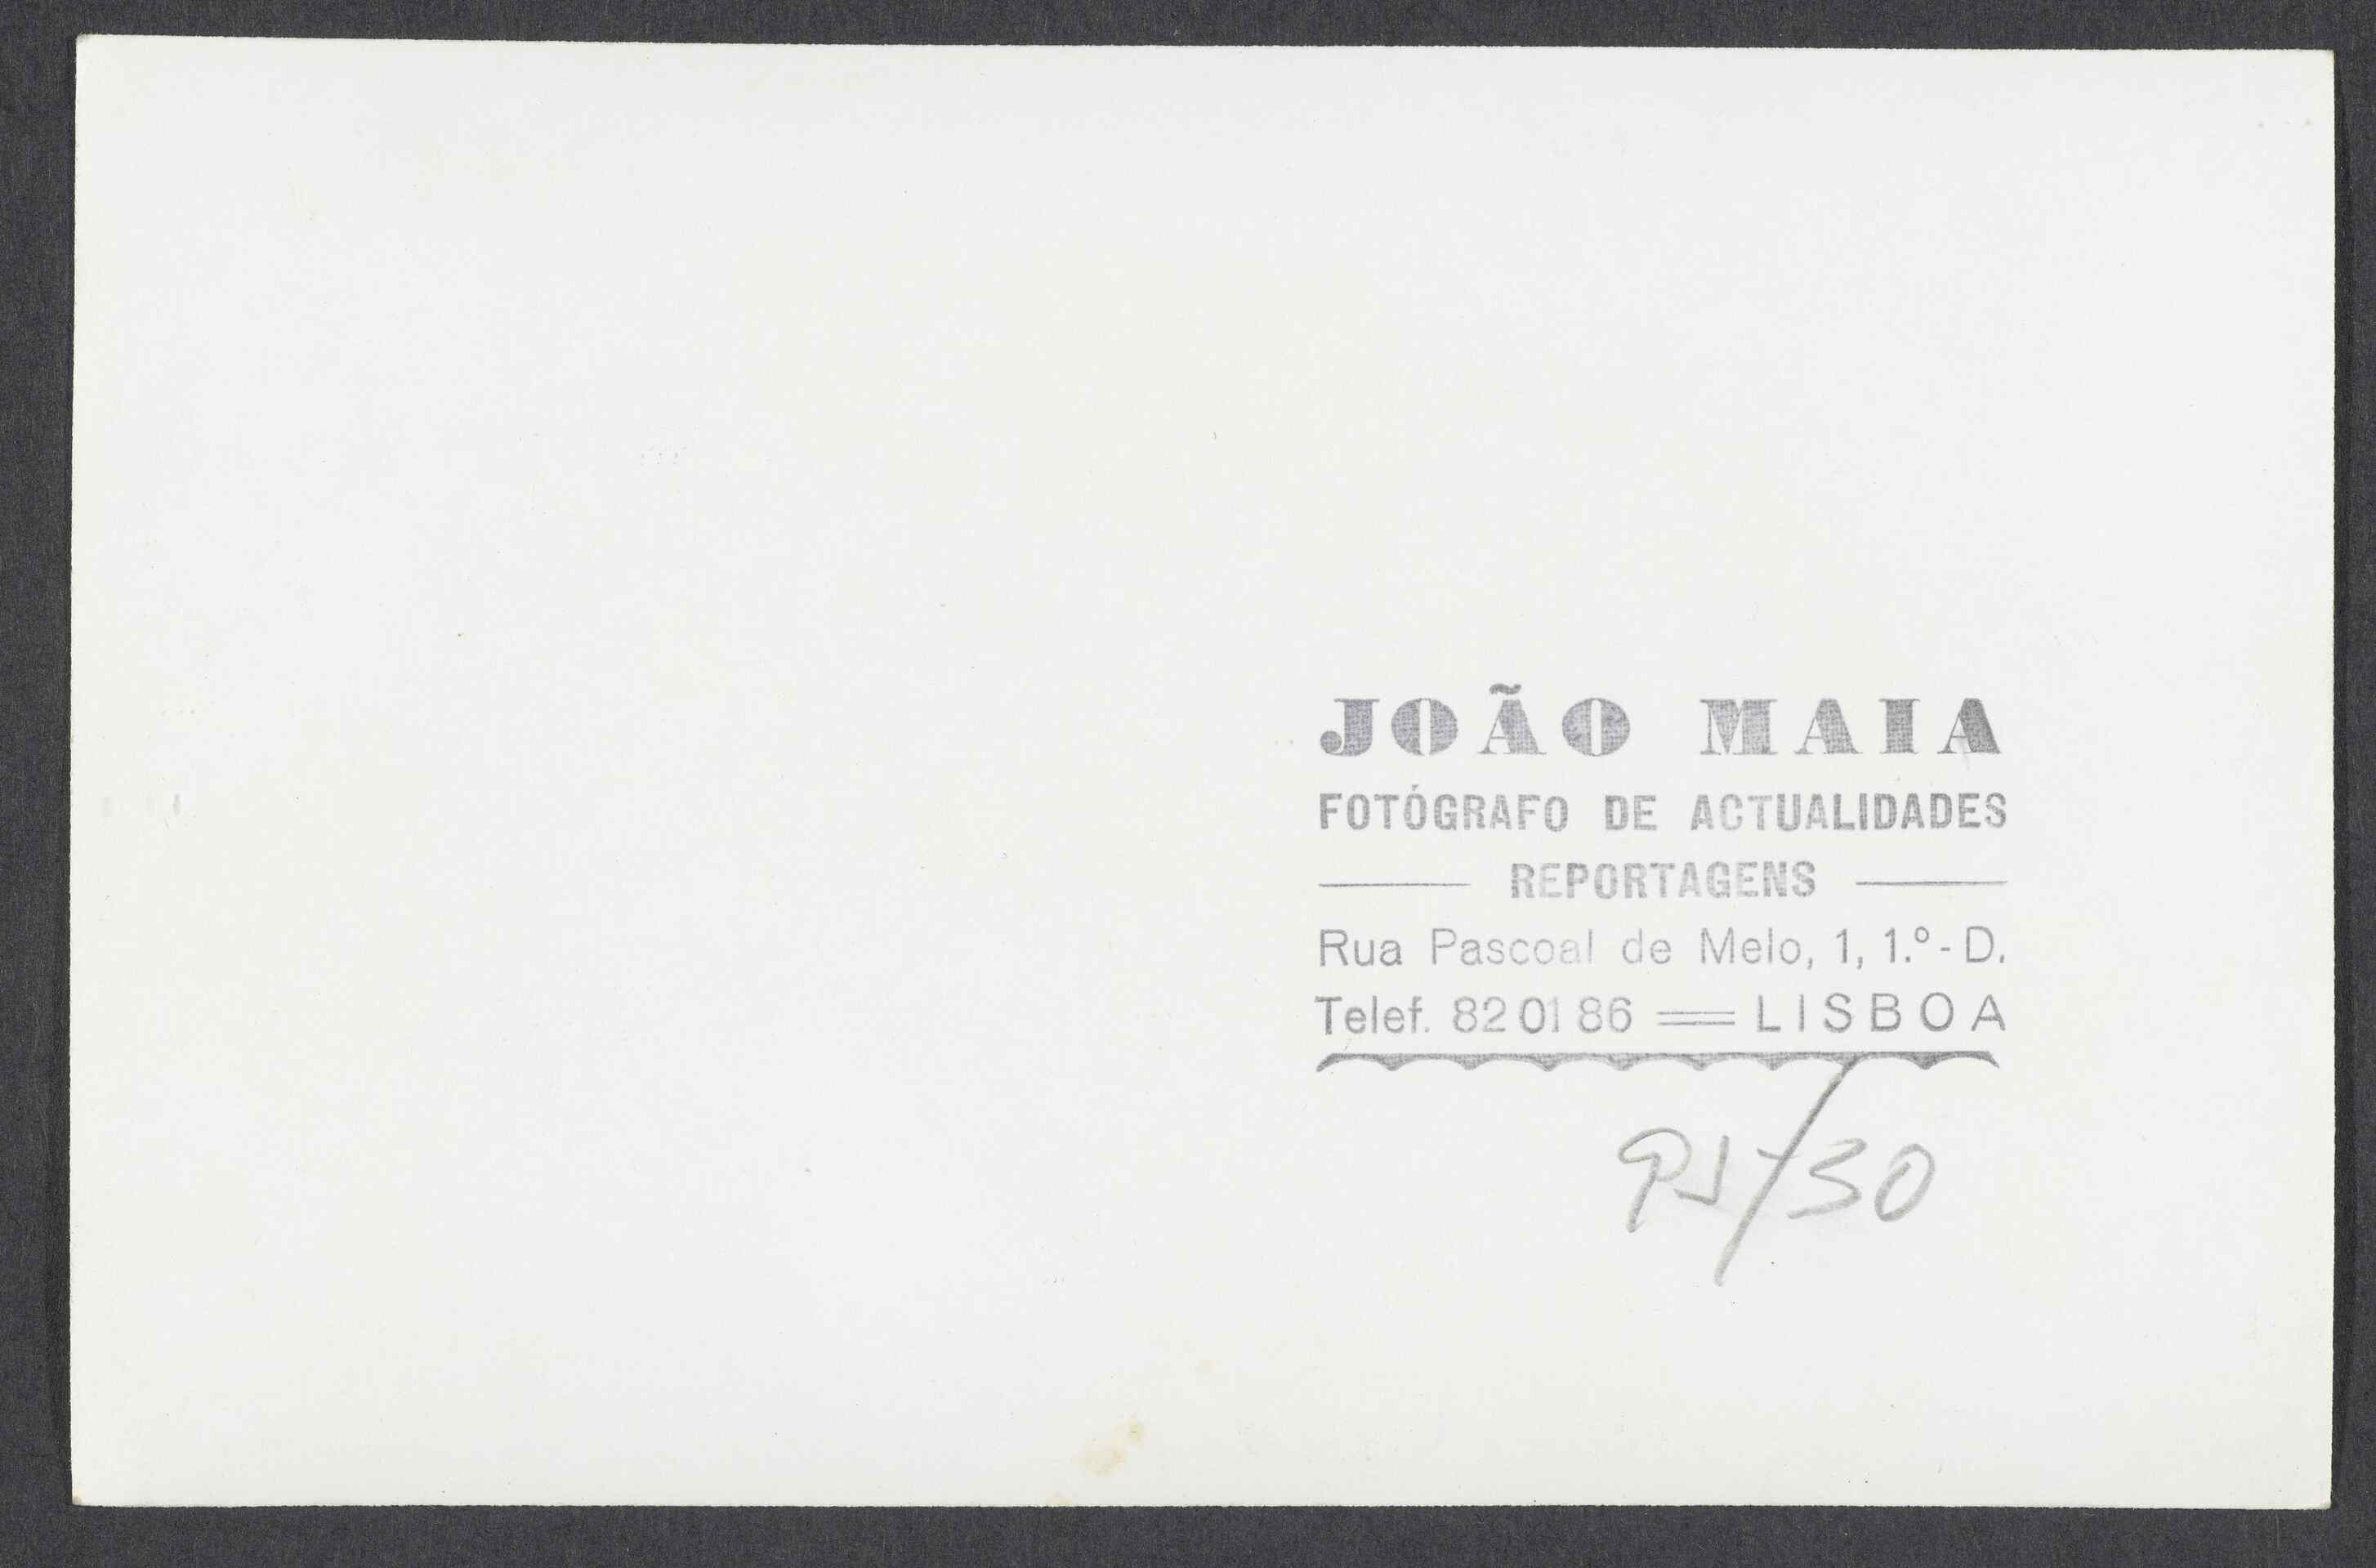 JOÃO MAIA
FOTÓGRAFO DE ACTUALIDADES
REPORTAGENS
Rua Pascoal de Melo, 1, 1.º - D.
Telef. 82 01 86 == LISBOA